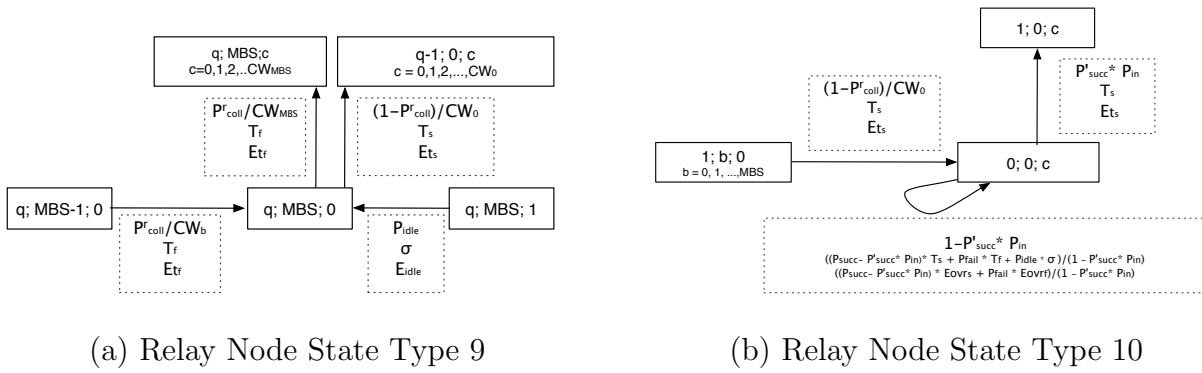 q; MBS;c
c=0,1,2,..CWMBS
q-1; 0; c
c = 0,1,2,...,CW0
Prcoll/CWMBS
Tf
Etf
(1-Prcoll)/CW0
Ts
Ets
q; MBS-1; 0
q; MBS; 0
q; MBS; 1
Prcoll/CWb
Tf
Etf
Pidle
σ
Eidle
(a) Relay Node State Type 9
1; 0; c
P'succ* Pin
Ts
Ets
(1-Prcoll)/CW0
Ts
Ets
1; b; 0
b = 0, 1, ...,MBS
0; 0; c
1-P'succ* Pin
((Psucc- P'succ* Pin)* Ts + Pfail * Tf + Pidle * σ)/(1 - P'succ* Pin)
((Psucc- P'succ* Pin) * Eovrs + Pfail * Eovrf)/(1 - P'succ* Pin)
(b) Relay Node State Type 10